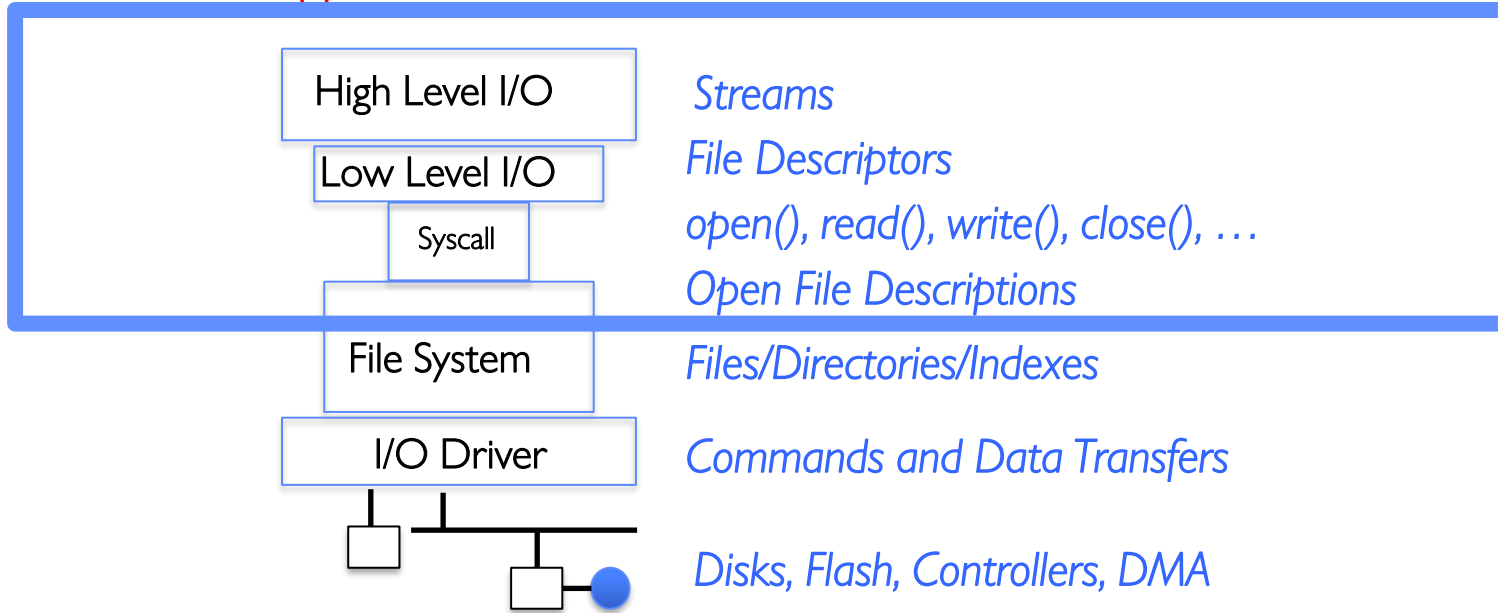 High Level I/O Streams
Low Level I/O File Descriptors
Syscall open(), read(), write(), close(), …
Open File Descriptions
File System Files/Directories/Indexes
I/O Driver Commands and Data Transfers
Disks, Flash, Controllers, DMA